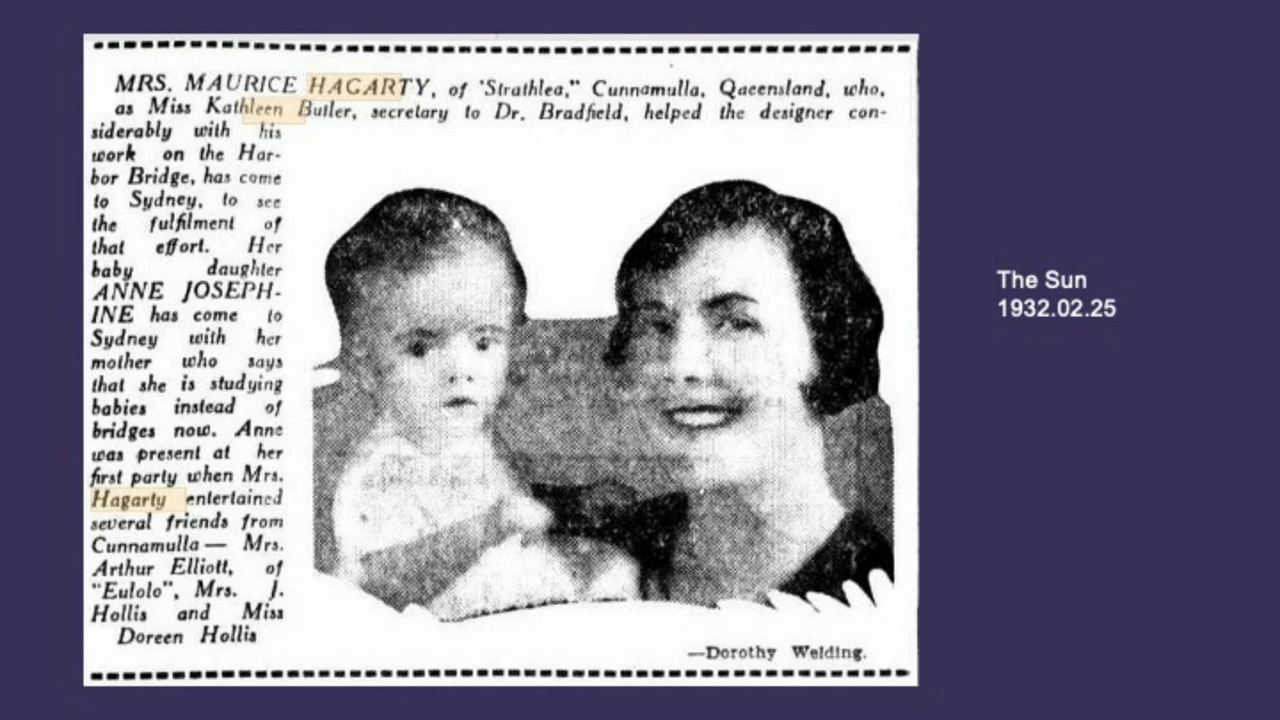 MRS. MAURICE HAGARTY, of "Strathlea," Cunnamulla, Queensland, who,
as Miss Kathleen Butler, secretary to Dr. Bradfield, helped the designer con-
siderably with his
work on the Har-
bor Bridge, has come
to Sydney, to see
the fulfilment of
that effort. Her
baby daughter
ANNE JOSEPH-
INE has come to
Sydney with her
mother who says
that she is studying
babies instead of
bridges now. Anne
was present at her
first party when Mrs.
Hagarty entertained
several friends from
Cunnamulla — Mrs.
Arthur Elliott, of
"Eulolo", Mrs. J.
Hollis and Miss
Doreen Hollis
—Dorothy Welding.
The Sun
1932.02.25